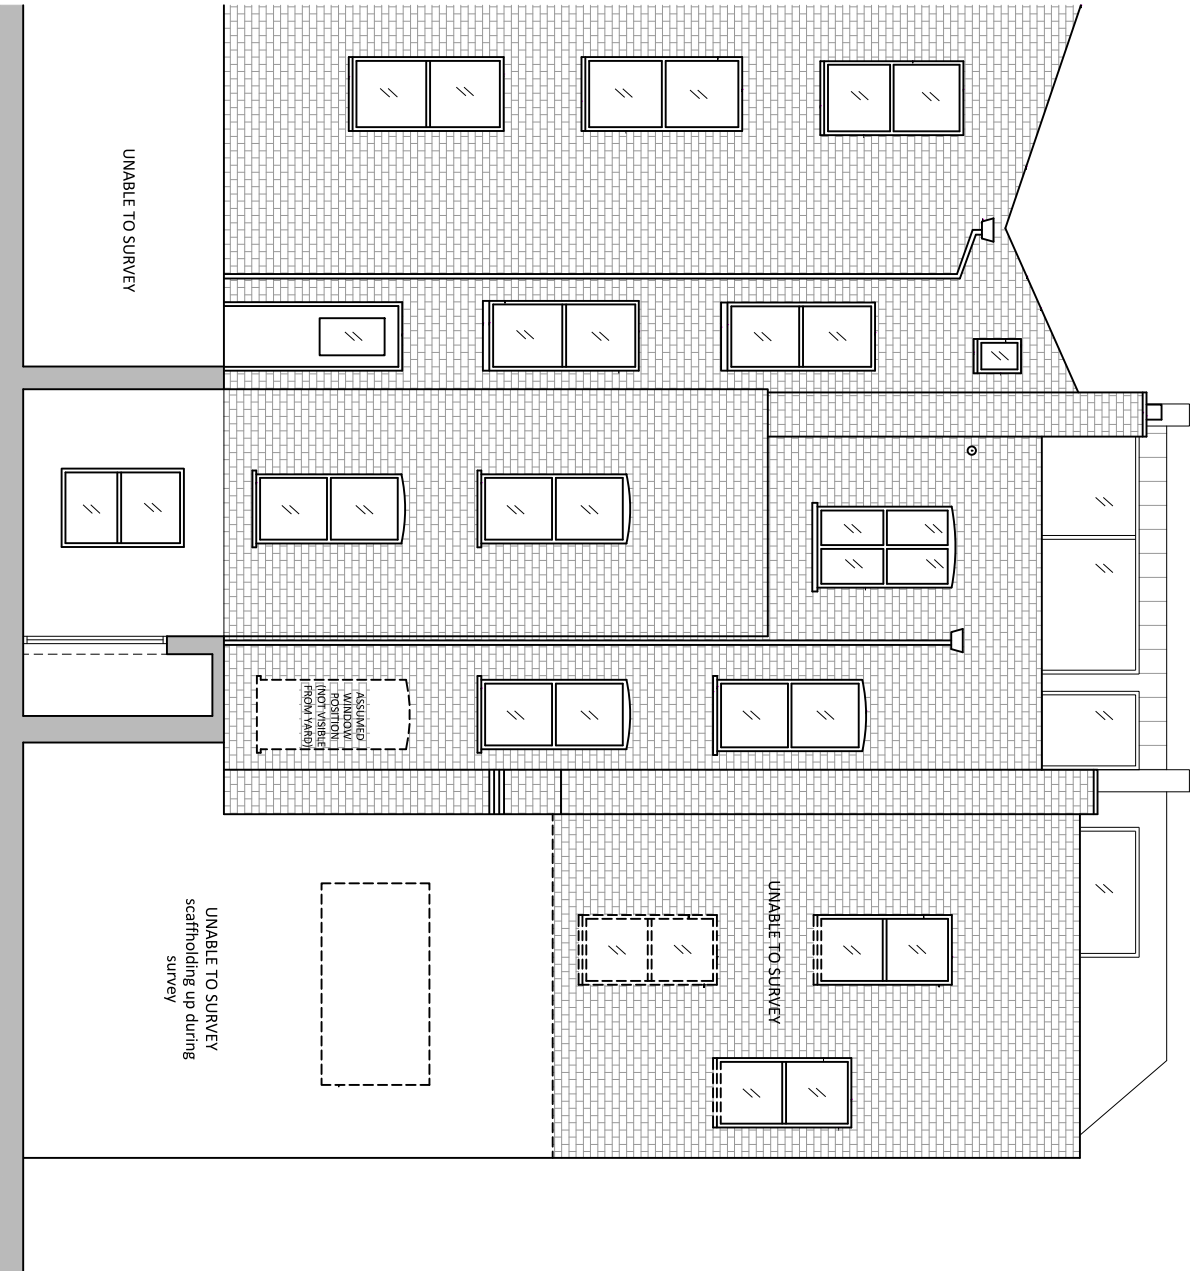 UNABLE TO SURVEY
ASSUMED
WINDOW
POSITION
(NOT VISIBLE
FROM YARD)
UNABLE TO SURVEY
UNABLE TO SURVEY
scaffholding up during
survey